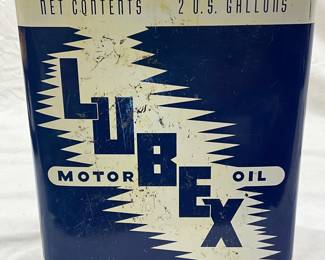 NET CONTENTS 2 U.S. GALLONS
LUBEX
MOTOR OIL